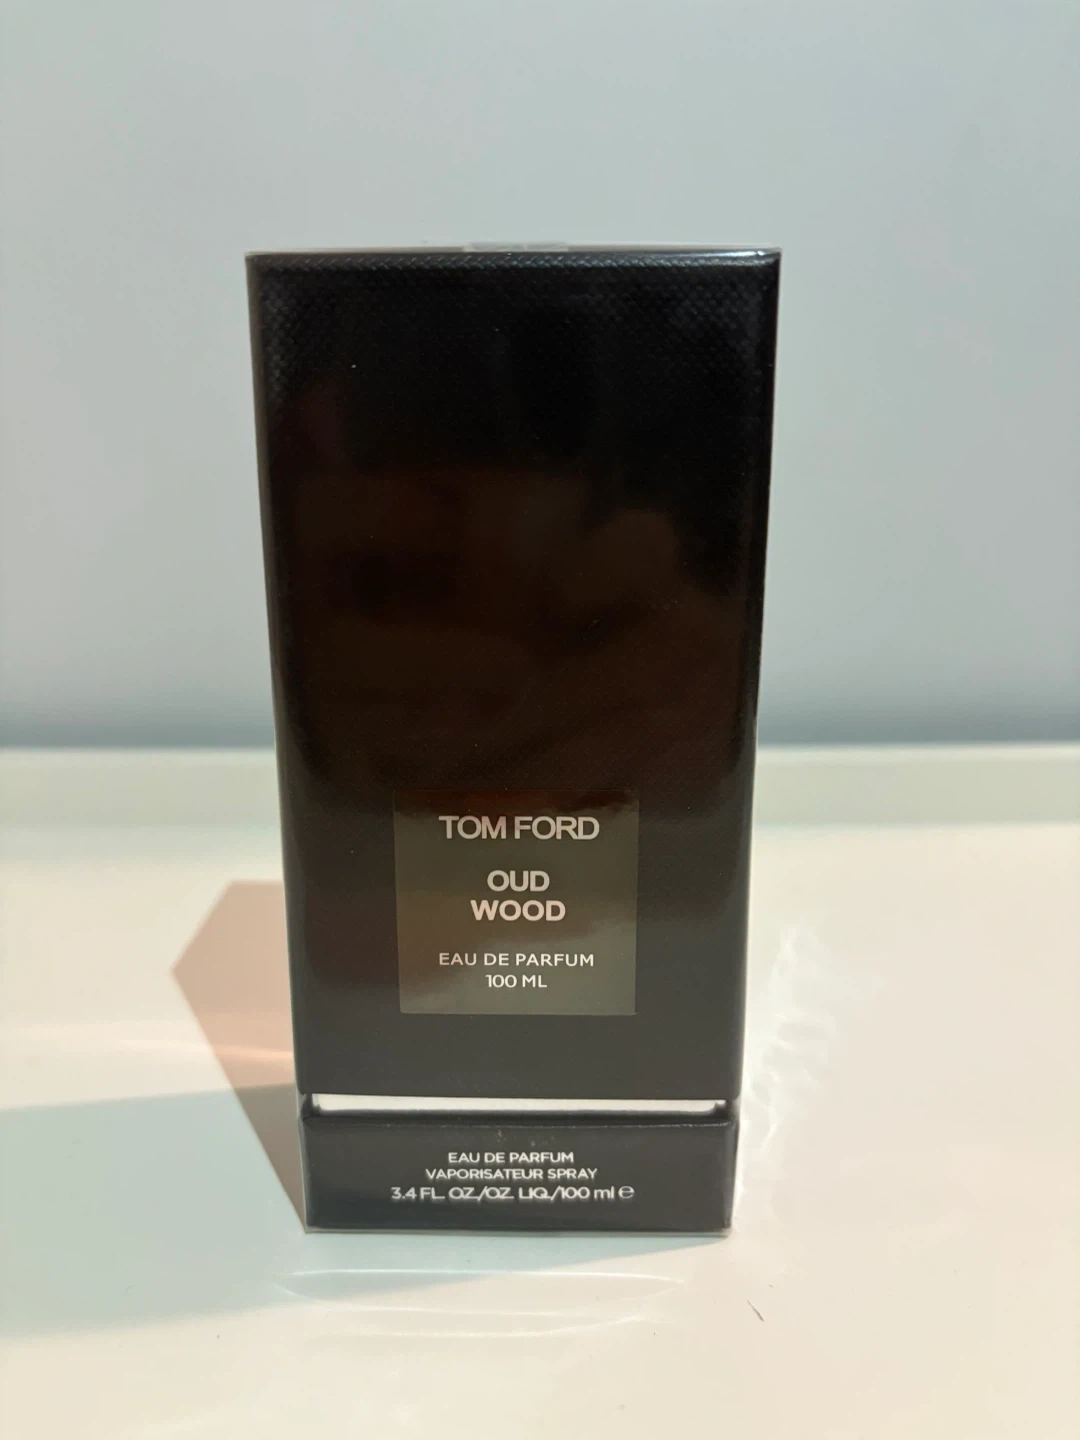 TOM FORD
OUD
WOOD
EAU DE PARFUM
100 ML
EAU DE PARFUM
VAPORISATEUR SPRAY
3.4 FL. OZ./OZ. LIQ./100 ml ℮